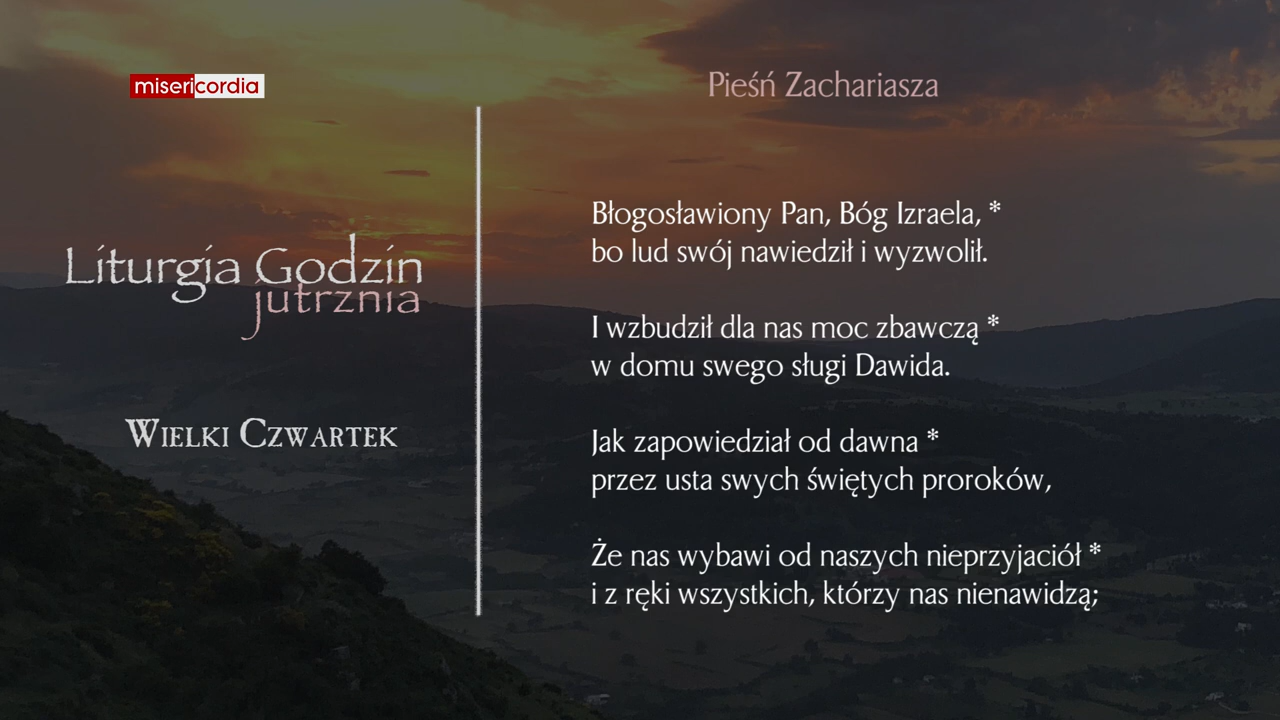 misericordia
Liturgia Godzin
jutrznia
Wielki Czwartek
Pieśń Zachariasza
Błogosławiony Pan, Bóg Izraela, *
bo lud swój nawiedził i wyzwolił.
I wzbudził dla nas moc zbawczą *
w domu swego sługi Dawida.
Jak zapowiedział od dawna *
przez usta swych świętych proroków,
Że nas wybawi od naszych nieprzyjaciół *
i z ręki wszystkich, którzy nas nienawidzą;